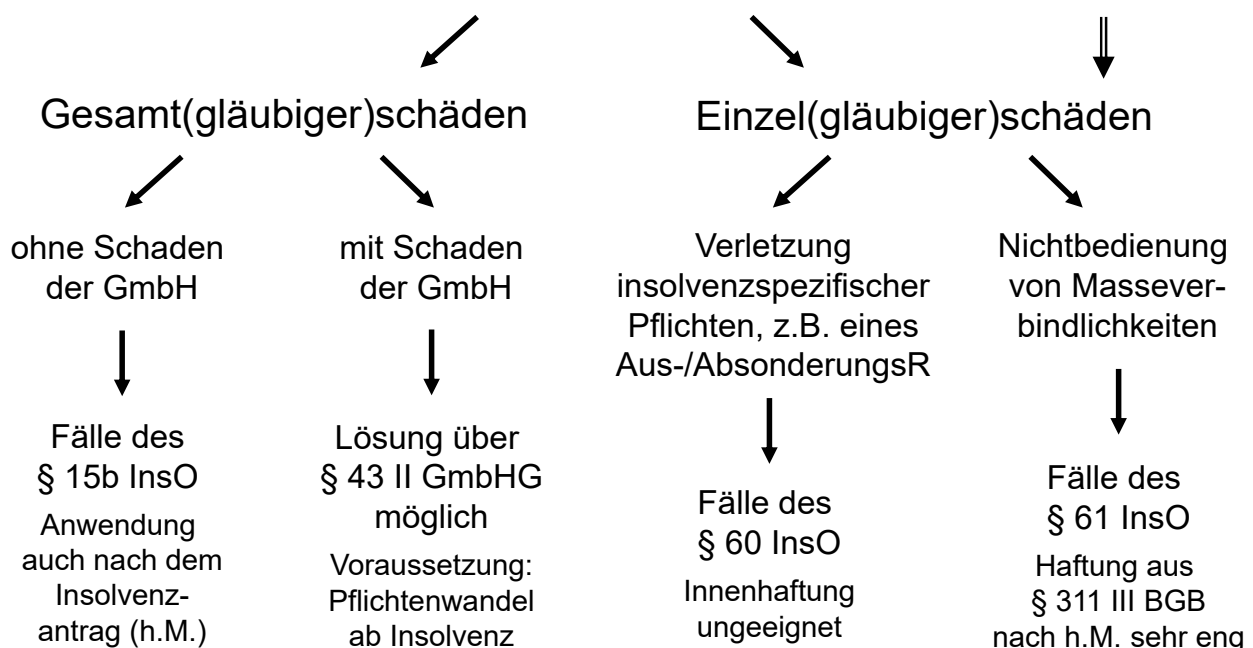 Gesamt(gläubiger)schäden
Einzel(gläubiger)schäden
ohne Schaden
der GmbH
mit Schaden
der GmbH
Verletzung
insolvenzspezifischer
Pflichten, z.B. eines
Aus-/AbsonderungsR
Nichtbedienung
von Massever-
bindlichkeiten
Fälle des
§ 15b InsO
Anwendung
auch nach dem
Insolvenz-
antrag (h.M.)
Lösung über
§ 43 II GmbHG
möglich
Voraussetzung:
Pflichtenwandel
ab Insolvenz
Fälle des
§ 60 InsO
Innenhaftung
ungeeignet
Fälle des
§ 61 InsO
Haftung aus
§ 311 III BGB
nach h.M. sehr eng